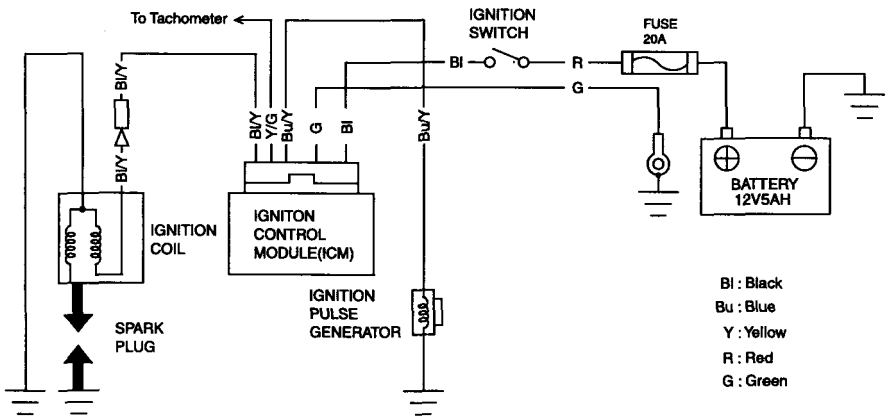 To Tachometer
IGNITION
SWITCH
FUSE
20A
Bl
R
G
Bl/Y
Bl/Y
Bl/Y
Y/G
Bu/Y
G
Bl
Bu/Y
BATTERY
12V5AH
IGNITION
COIL
IGNITON
CONTROL
MODULE(ICM)
IGNITION
PULSE
GENERATOR
SPARK
PLUG
Bl : Black
Bu : Blue
Y : Yellow
R : Red
G : Green